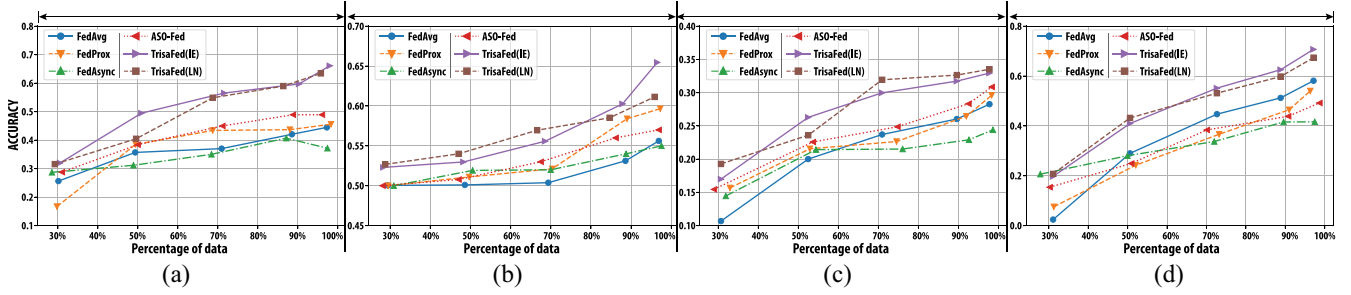 ACCURACY
0.8
0.7
0.6
0.5
0.4
0.3
0.2
0.1
FedAvg
FedProx
FedAsync
ASO-Fed
TrisaFed(IE)
TrisaFed(LN)
30% 40% 50% 60% 70% 80% 90% 100%
Percentage of data
(a)
0.70
0.65
0.60
0.55
0.50
0.45
FedAvg
FedProx
FedAsync
ASO-Fed
TrisaFed(IE)
TrisaFed(LN)
30% 40% 50% 60% 70% 80% 90% 100%
Percentage of data
(b)
0.40
0.35
0.30
0.25
0.20
0.15
0.10
FedAvg
FedProx
FedAsync
ASO-Fed
TrisaFed(IE)
TrisaFed(LN)
30% 40% 50% 60% 70% 80% 90% 100%
Percentage of data
(c)
0.8
0.6
0.4
0.2
0.0
FedAvg
FedProx
FedAsync
ASO-Fed
TrisaFed(IE)
TrisaFed(LN)
30% 40% 50% 60% 70% 80% 90% 100%
Percentage of data
(d)